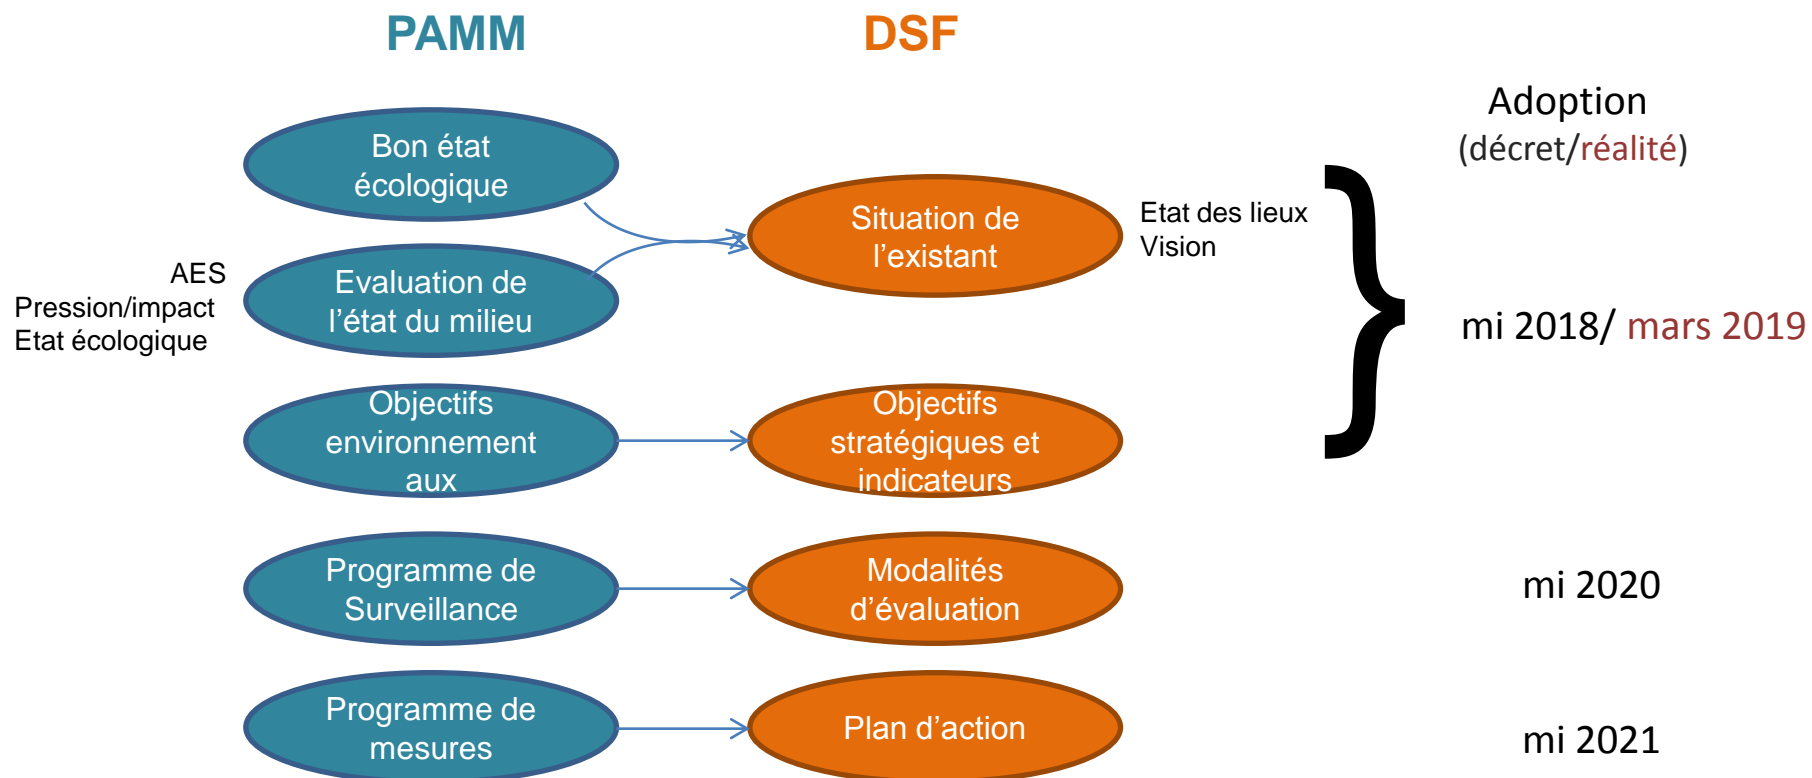 PAMM
DSF
Adoption
(décret/réalité)
Bon état
écologique
Situation de
l’existant
Etat des lieux
Vision
AES
Pression/impact
Etat écologique
Evaluation de
l’état du milieu
}
mi 2018/ mars 2019
Objectifs
environnement
aux
Objectifs
stratégiques et
indicateurs
Programme de
Surveillance
Modalités
d’évaluation
mi 2020
Programme de
mesures
Plan d’action
mi 2021